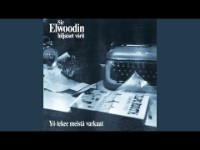 Sir
Elwoodin
hiljaiset värit
Yö tekee meistä varkaat